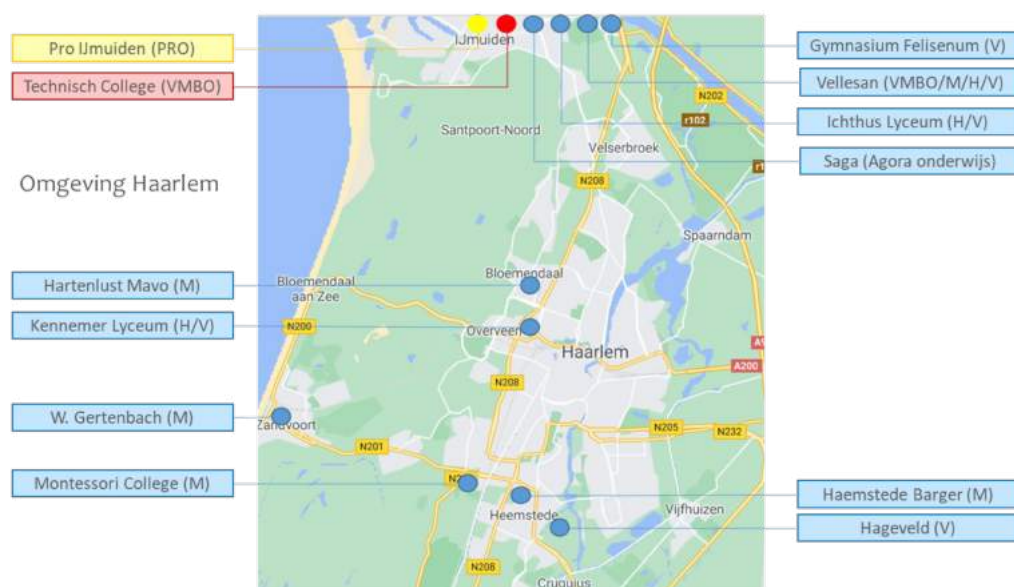 Pro IJmuiden (PRO)
Technisch College (VMBO)
Omgeving Haarlem
Hartenlust Mavo (M)
Kennemer Lyceum (H/V)
W. Gertenbach (M)
Montessori College (M)
IJmuiden
Santpoort-Noord
Velserbroek
N202
r102
N208
Spaarndam
Bloemendaal
Bloemendaal
aan Zee
N200
Overveen
Haarlem
A200
N208
Zandvoort
N201
N205
N232
Heemstede
Vijfhuizen
N208
Cruquius
Gymnasium Felisenum (V)
Vellesan (VMBO/M/H/V)
Ichthus Lyceum (H/V)
Saga (Agora onderwijs)
Haemstede Barger (M)
Hageveld (V)